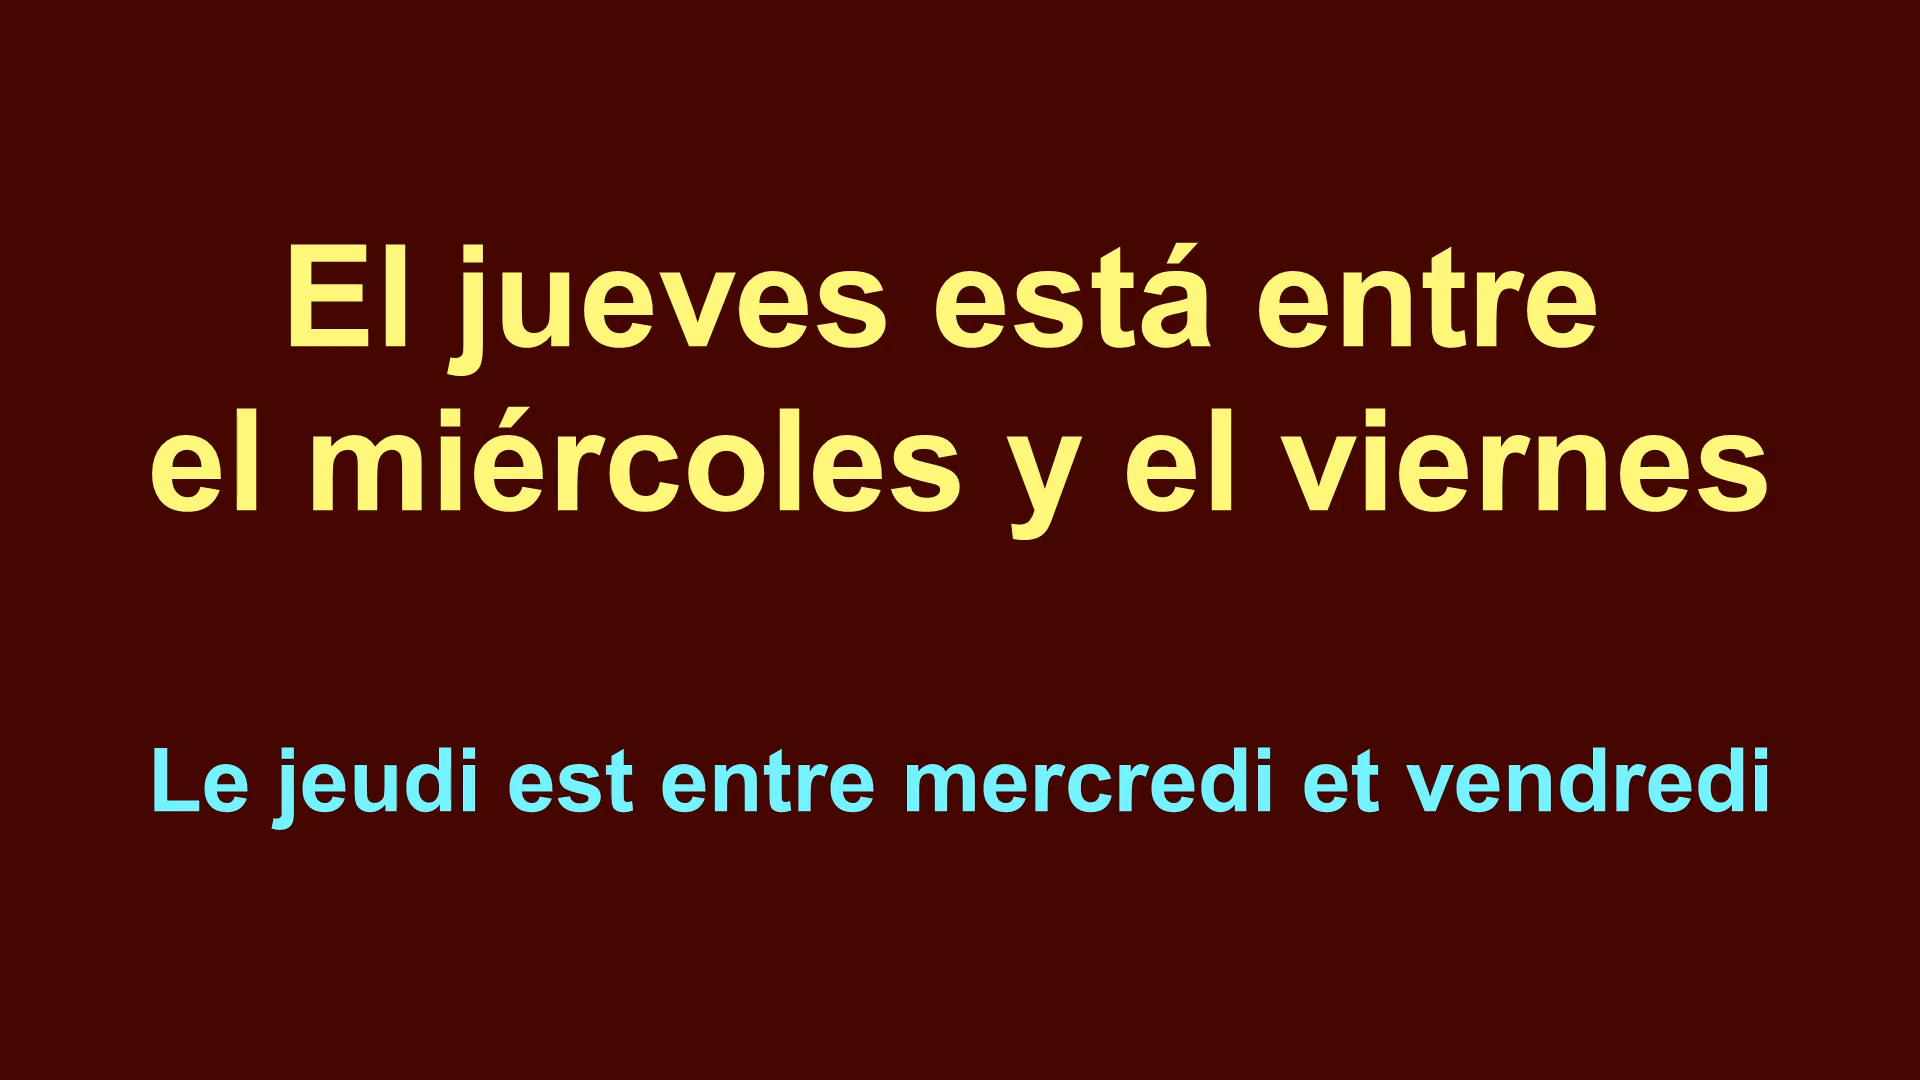 El jueves está entre
el miércoles y el viernes
Le jeudi est entre mercredi et vendredi